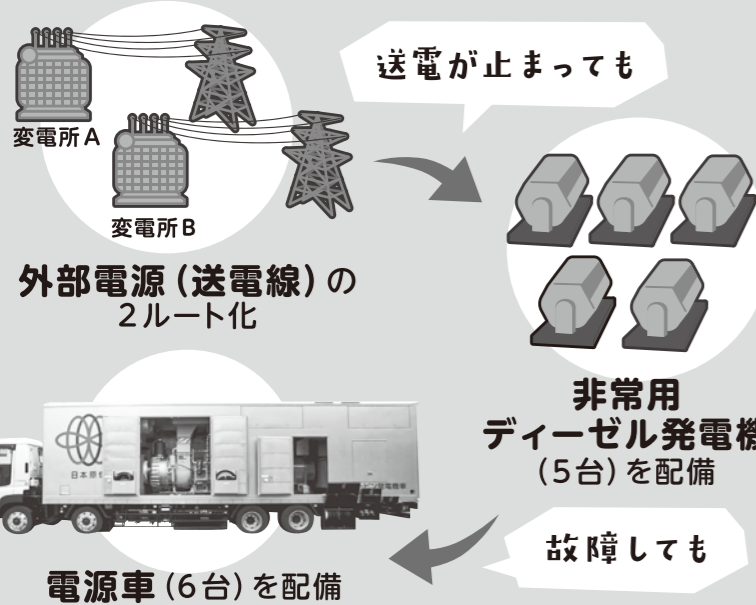 変電所A
変電所B
外部電源(送電線)の
2ルート化
送電が止まっても
非常用
ディーゼル発電機
(5台)を配備
故障しても
日本原
電源車(6台)を配備